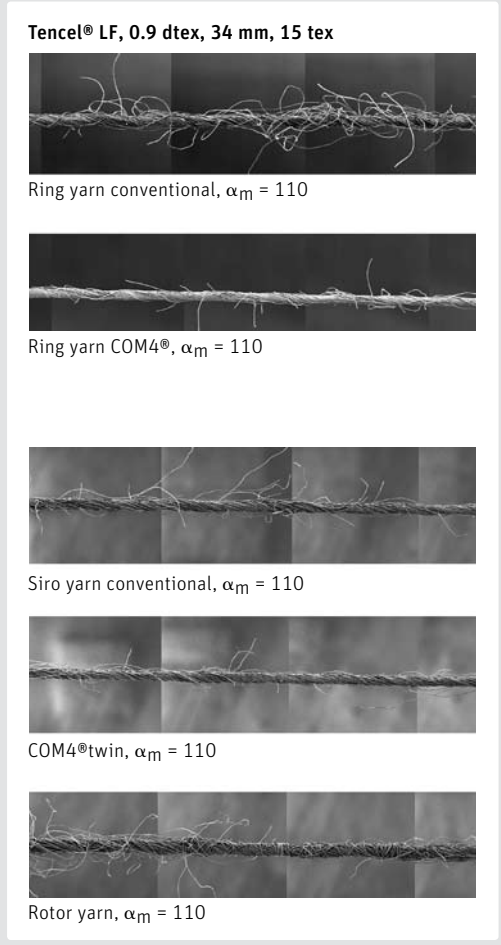 Tencel® LF, 0.9 dtex, 34 mm, 15 tex
Ring yarn conventional, αm = 110
Ring yarn COM4®, αm = 110
Siro yarn conventional, αm = 110
COM4®twin, αm = 110
Rotor yarn, αm = 110